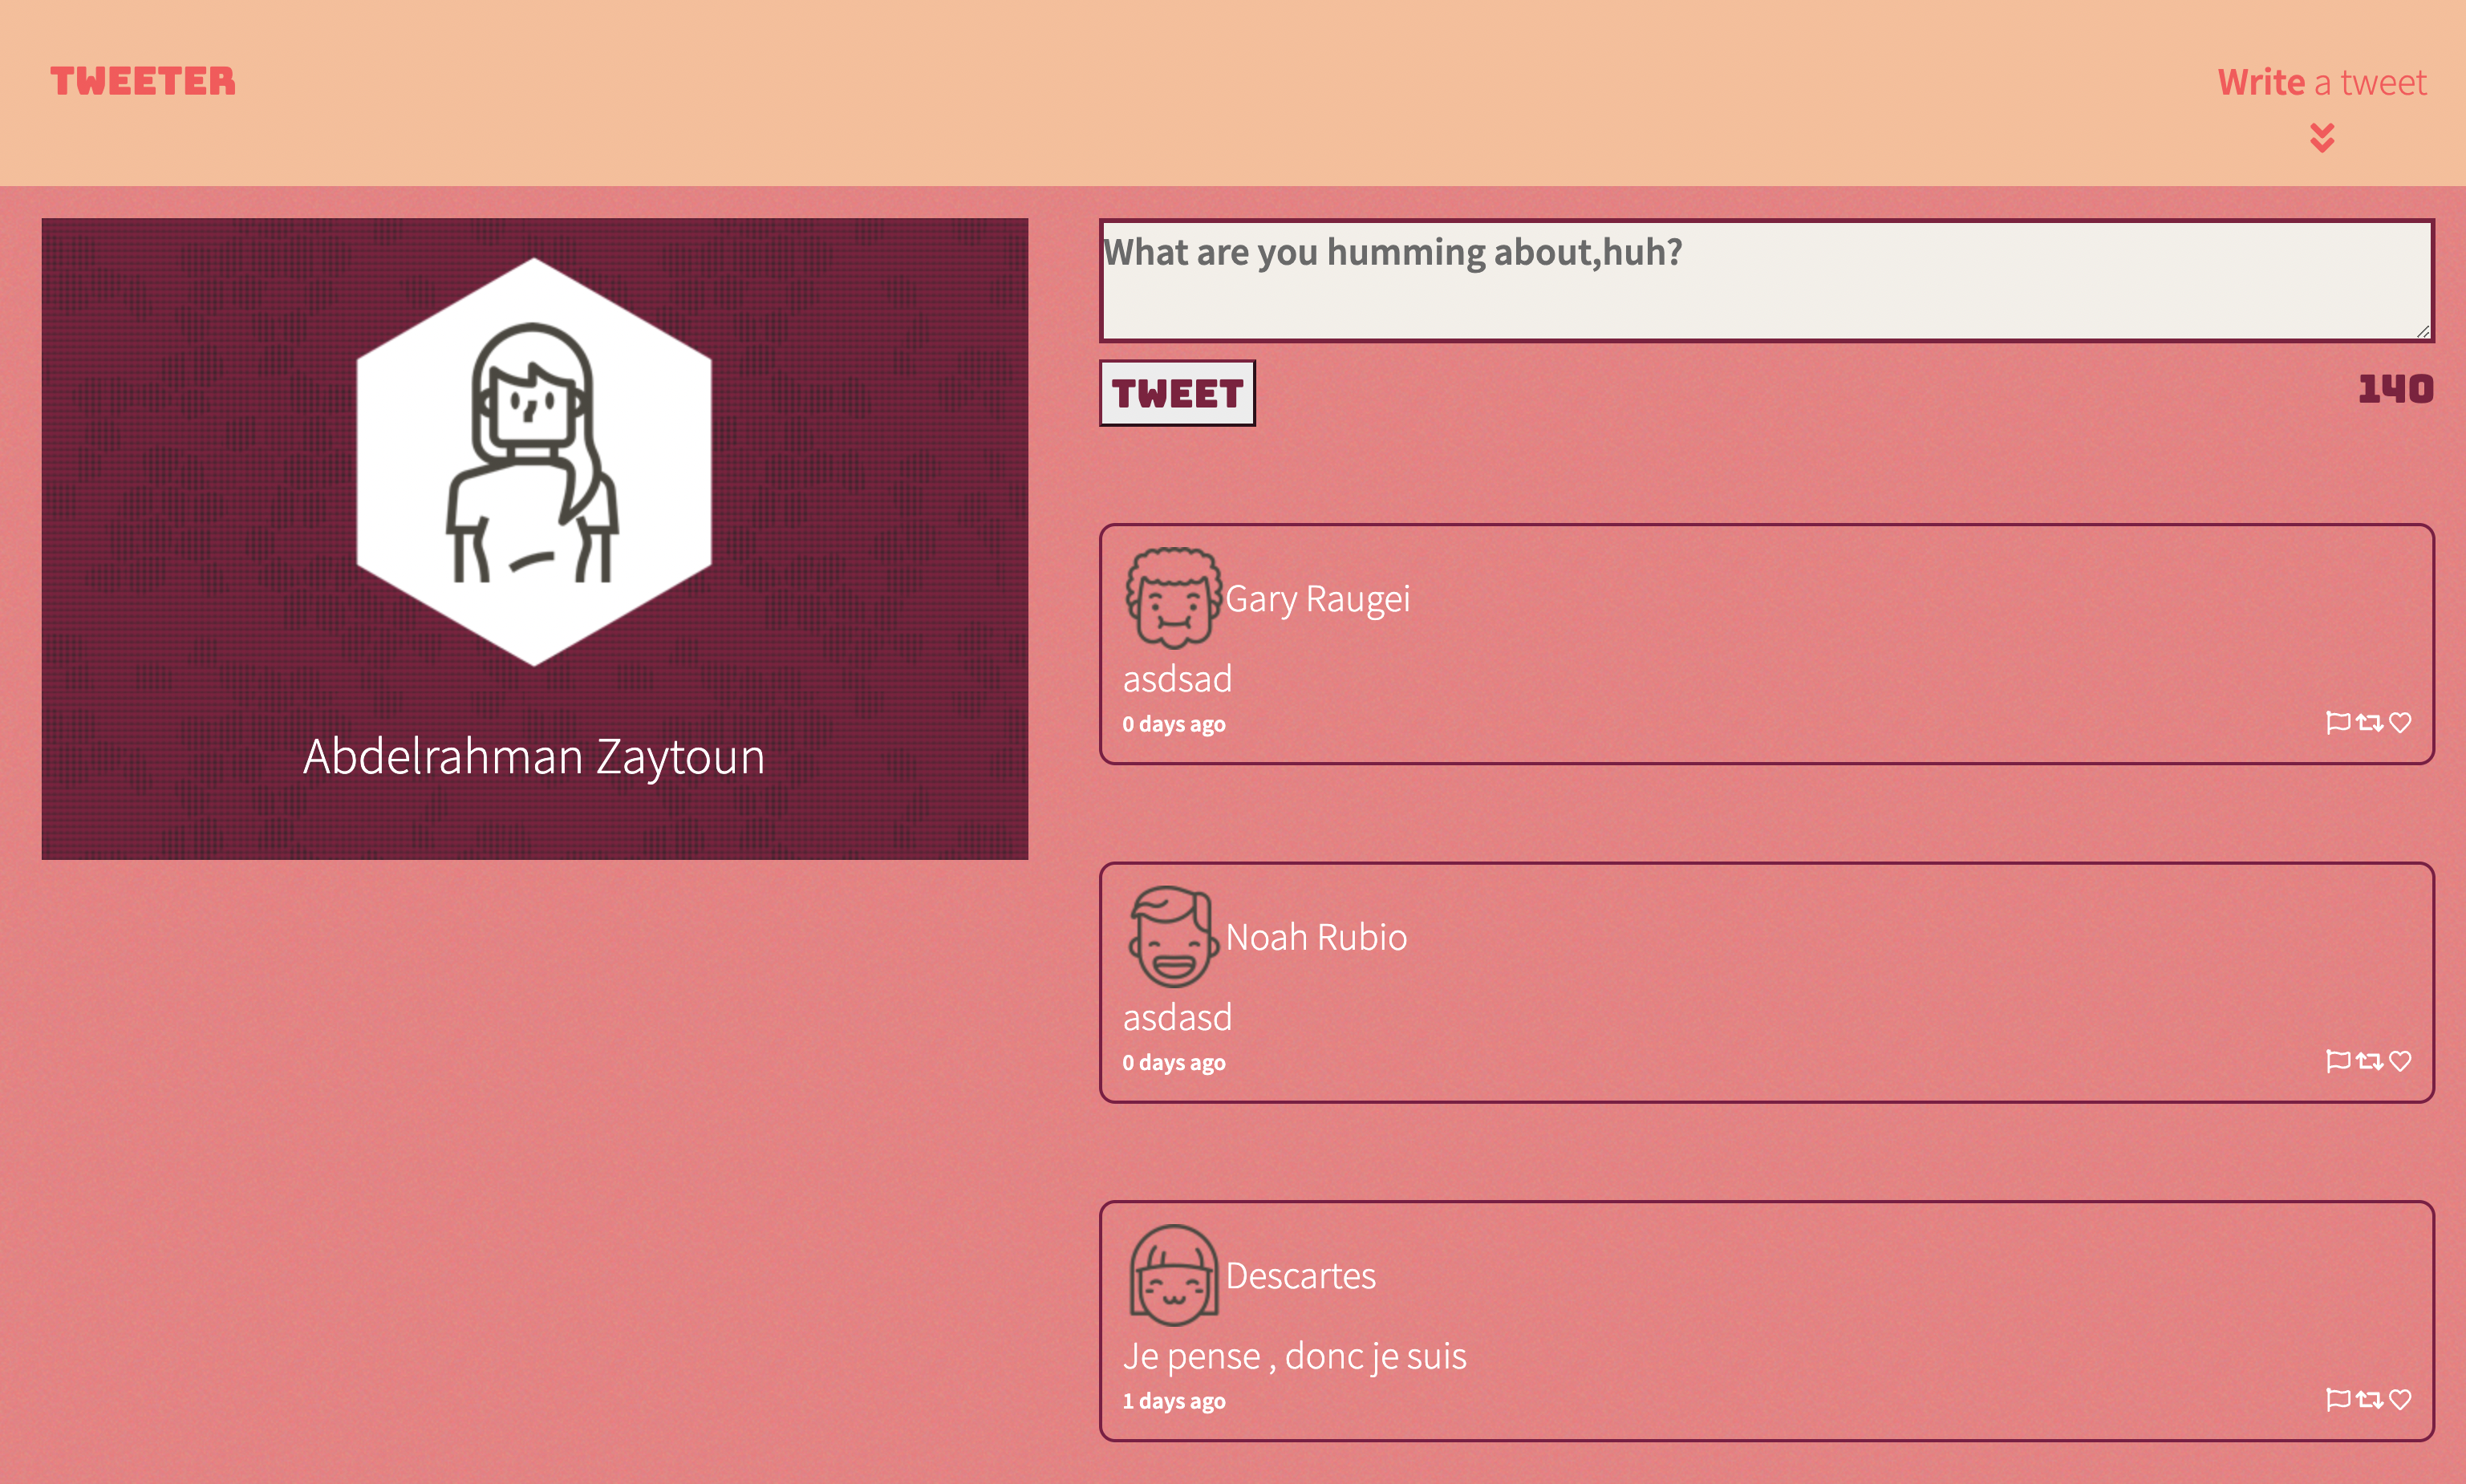 TWEETER
Write a tweet
Abdelrahman Zaytoun
What are you humming about,huh?
TWEET
140
Gary Raugei
asdsad
0 days ago
Noah Rubio
asdasd
0 days ago
Descartes
Je pense , donc je suis
1 days ago